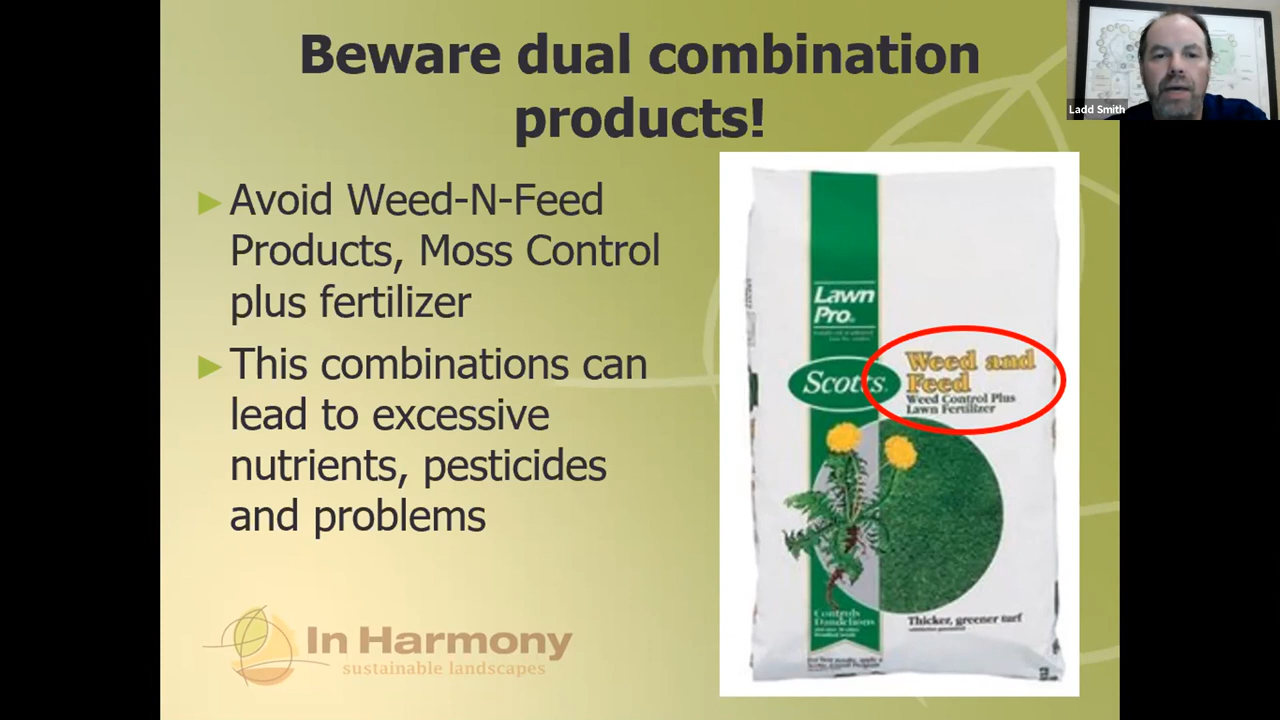 Beware dual combination
products!
Ladd Smith
Avoid Weed-N-Feed
Products, Moss Control
plus fertilizer
This combinations can
lead to excessive
nutrients, pesticides
and problems
Lawn
Pro
Scotts
Weed and
Feed
Weed Control Plus
Lawn Fertilizer
Controls
Dandelions
Thicker, greener turf
In Harmony
sustainable landscapes